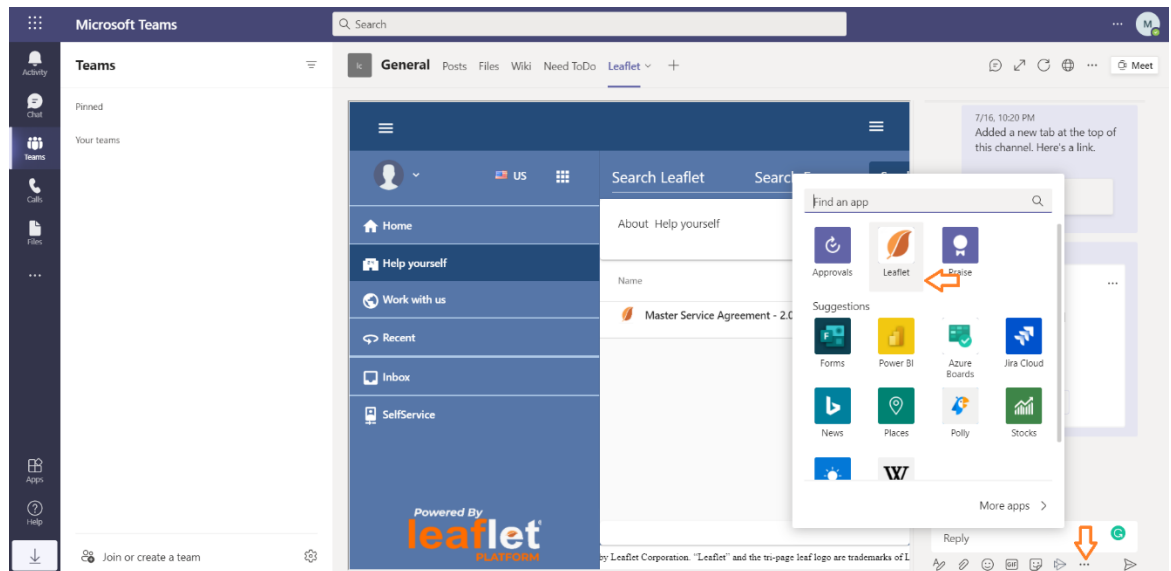 Microsoft Teams
Search
M
Activity
Chat
Teams
Calls
Files
Apps
Help
Teams
Pinned
Your teams
Join or create a team
General Posts Files Wiki Need ToDo Leaflet
Meet
US
Search Leaflet
Home
Help yourself
Work with us
Recent
Inbox
SelfService
Powered By
leaflet
PLATFORM
About Help yourself
Name
Master Service Agreement - 2.0
by Leaflet Corporation. "Leaflet" and the tri-page leaf logo are trademarks of L
7/16, 10:20 PM
Added a new tab at the top of
this channel. Here's a link.
Find an app
Approvals Leaflet Praise
Suggestions
Forms Power BI Azure Boards Jira Cloud
News Places Polly Stocks
W
More apps
Reply
GIF